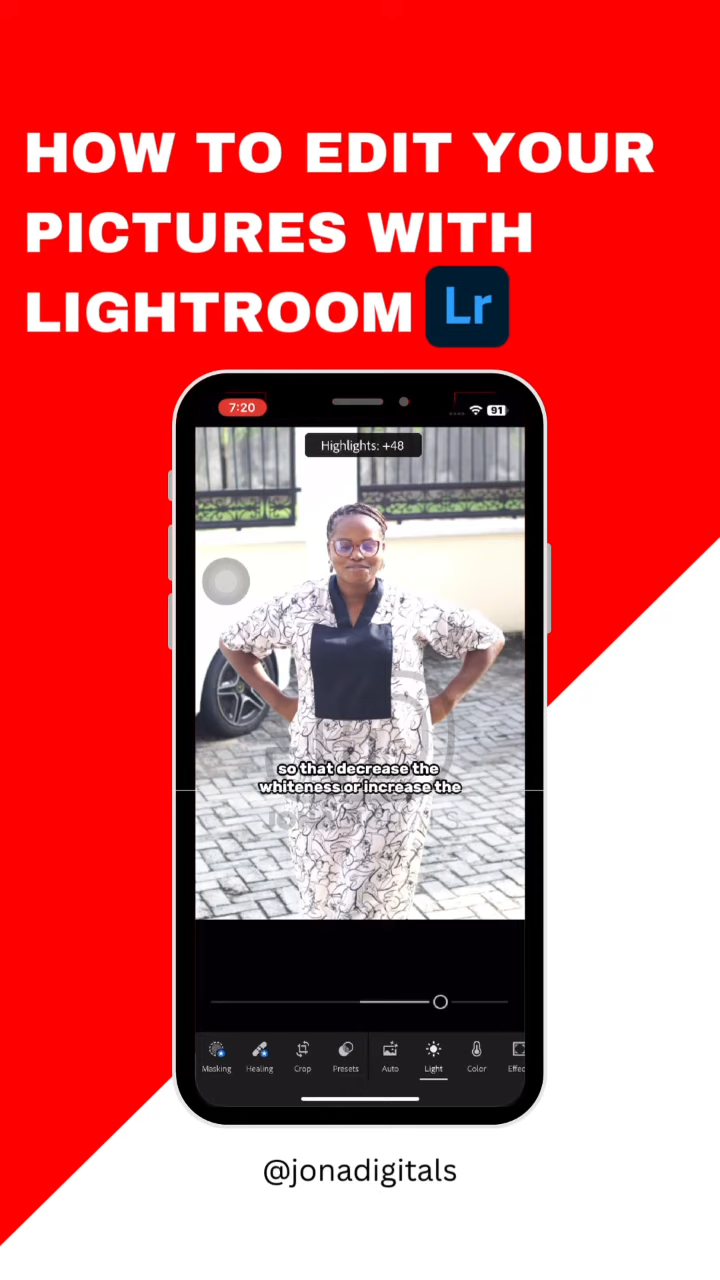 HOW TO EDIT YOUR
PICTURES WITH
LIGHTROOM Lr
7:20
91
Highlights: +48
so that decrease the
whiteness or increase the
Masking
Healing
Crop
Presets
Auto
Light
Color
Effec
@jonadigitals